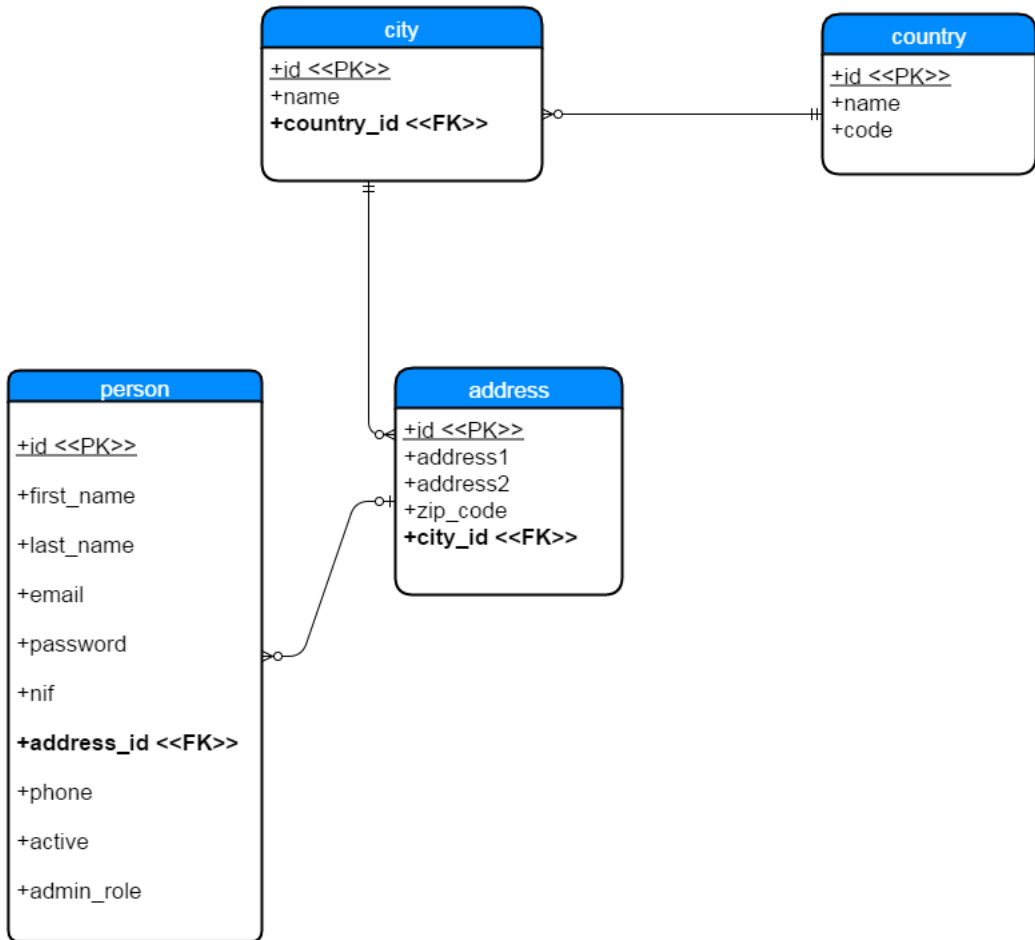 city
+id <<PK>>
+name
+country_id <<FK>>
country
+id <<PK>>
+name
+code
person
+id <<PK>>
+first_name
+last_name
+email
+password
+nif
+address_id <<FK>>
+phone
+active
+admin_role
address
+id <<PK>>
+address1
+address2
+zip_code
+city_id <<FK>>